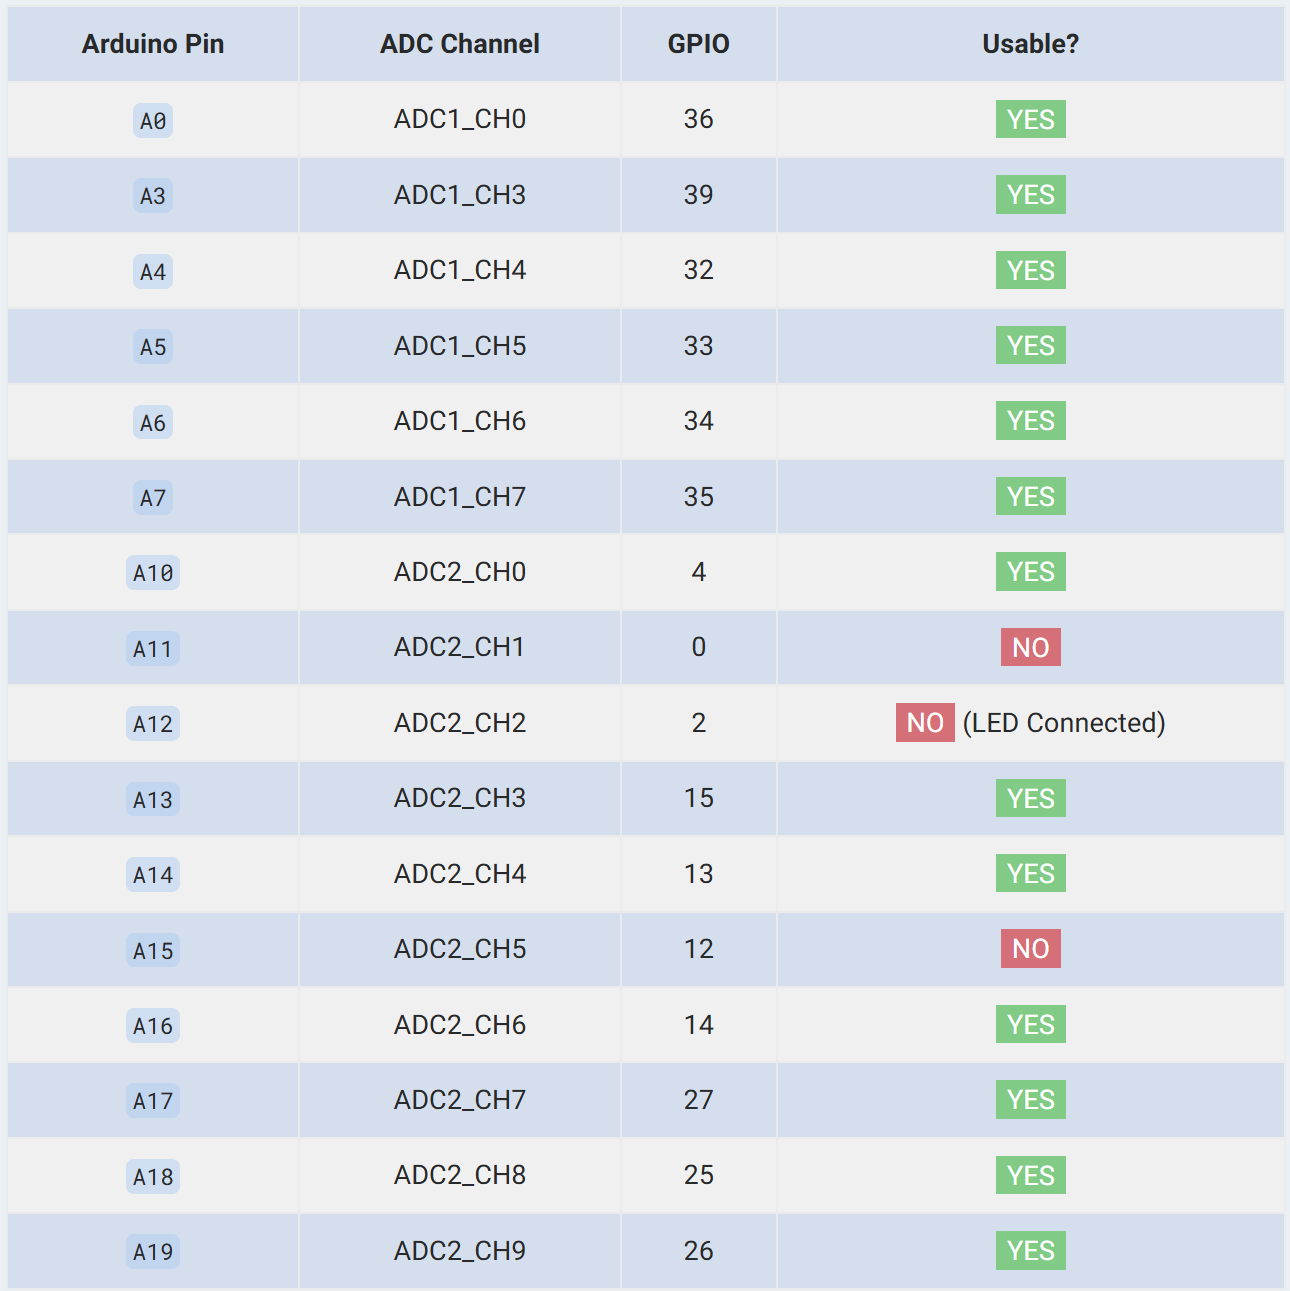 Arduino Pin ADC Channel GPIO Usable?
A0 ADC1_CH0 36 YES
A3 ADC1_CH3 39 YES
A4 ADC1_CH4 32 YES
A5 ADC1_CH5 33 YES
A6 ADC1_CH6 34 YES
A7 ADC1_CH7 35 YES
A10 ADC2_CH0 4 YES
A11 ADC2_CH1 0 NO
A12 ADC2_CH2 2 NO (LED Connected)
A13 ADC2_CH3 15 YES
A14 ADC2_CH4 13 YES
A15 ADC2_CH5 12 NO
A16 ADC2_CH6 14 YES
A17 ADC2_CH7 27 YES
A18 ADC2_CH8 25 YES
A19 ADC2_CH9 26 YES